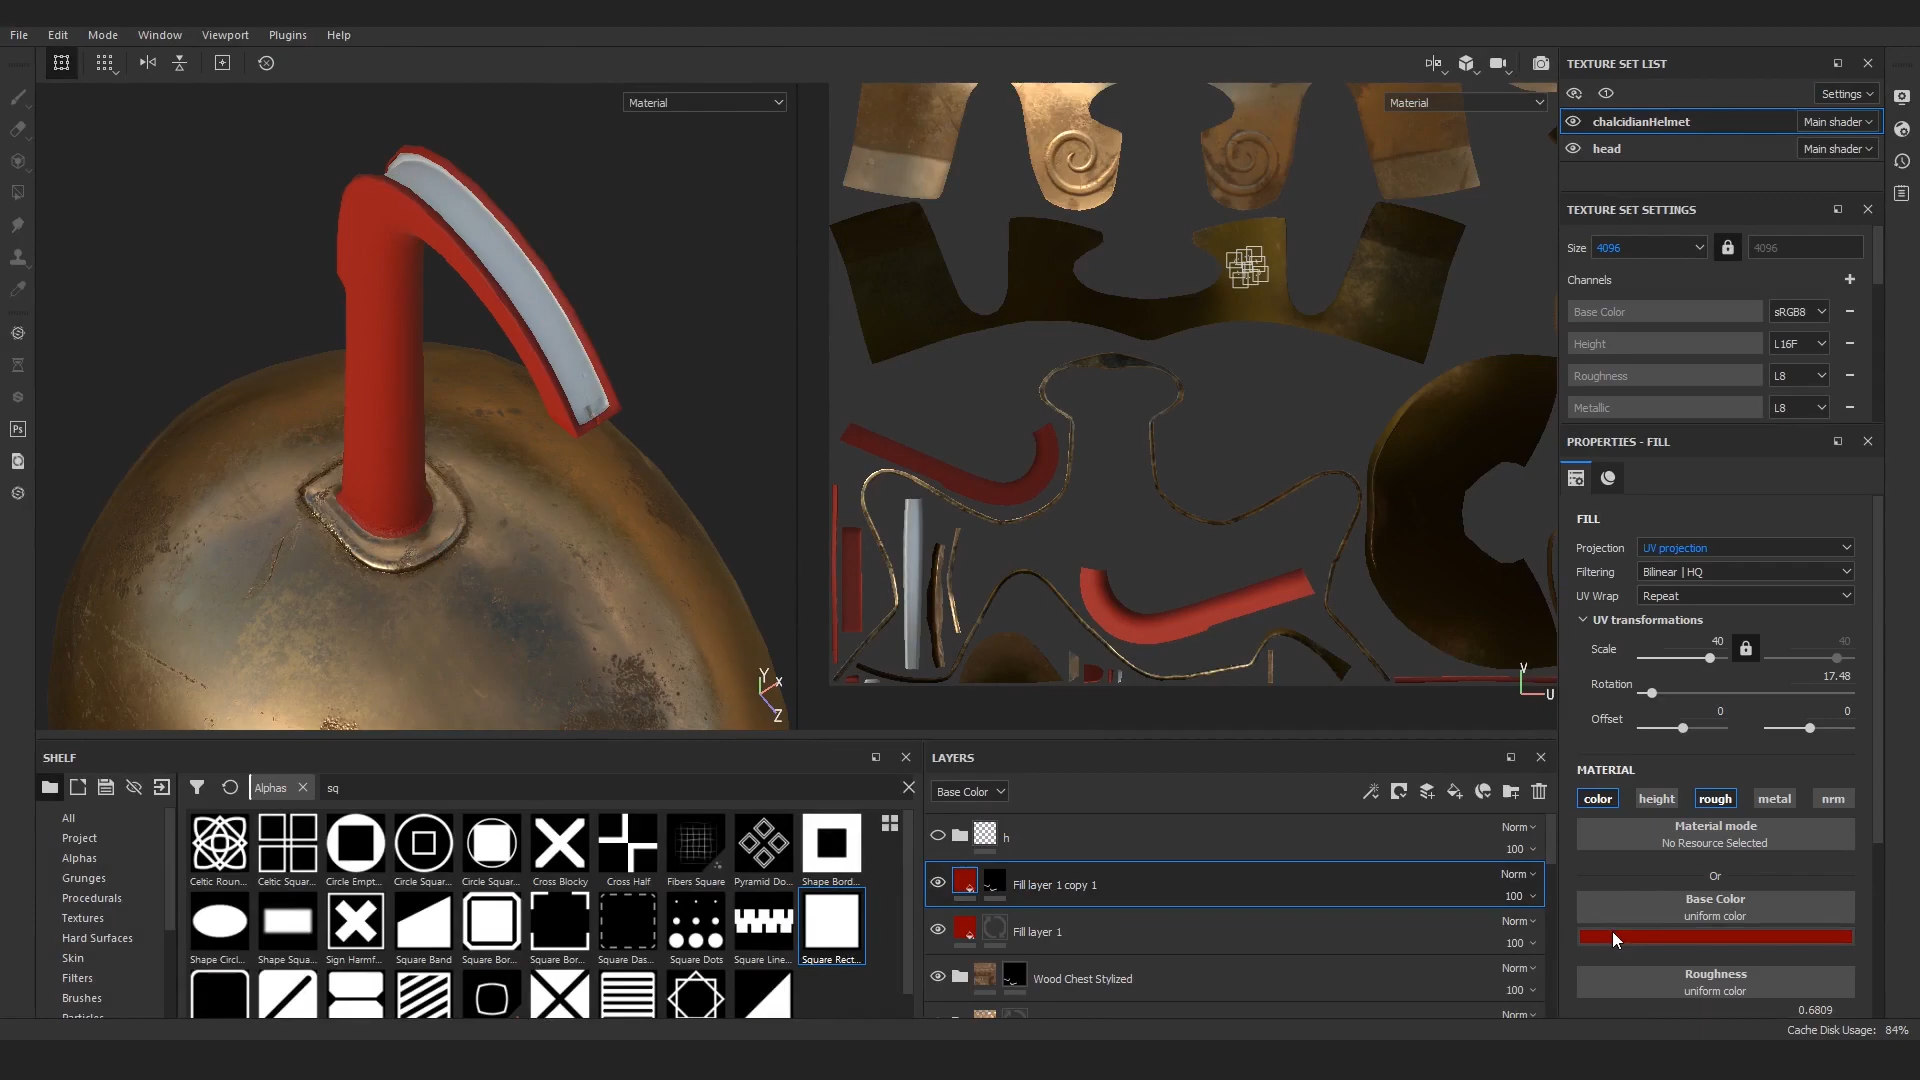 File Edit Mode Window Viewport Plugins Help
Material
Material
TEXTURE SET LIST
Settings
chalcidianHelmet Main shader
head Main shader
TEXTURE SET SETTINGS
Size 4096 4096
Channels
Base Color sRGB8
Height L16F
Roughness L8
Metallic L8
PROPERTIES - FILL
FILL
Projection UV projection
Filtering Bilinear | HQ
UV Wrap Repeat
UV transformations
Scale 40 40
Rotation 17.48
Offset 0 0
MATERIAL
color height rough metal nrm
Material mode
No Resource Selected
Or
Base Color
uniform color
Roughness
uniform color
0.6809
Cache Disk Usage: 84%
Y X Z
V U
Ps
SHELF
Alphas sq
All
Project
Alphas
Grunges
Procedurals
Textures
Hard Surfaces
Skin
Filters
Brushes
Particles
Celtic Roun... Celtic Squar... Circle Empt... Circle Squar... Circle Squ... Cross Blocky Cross Half Fibers Square Pyramid Do... Shape Bord...
Shape Circl... Shape Squa... Sign Harmf... Square Band Square Bor... Square Bor... Square Das... Square Dots Square Line... Square Rect...
LAYERS
Base Color
h Norm 100
Fill layer 1 copy 1 Norm 100
Fill layer 1 Norm 100
Wood Chest Stylized Norm 100
Norm